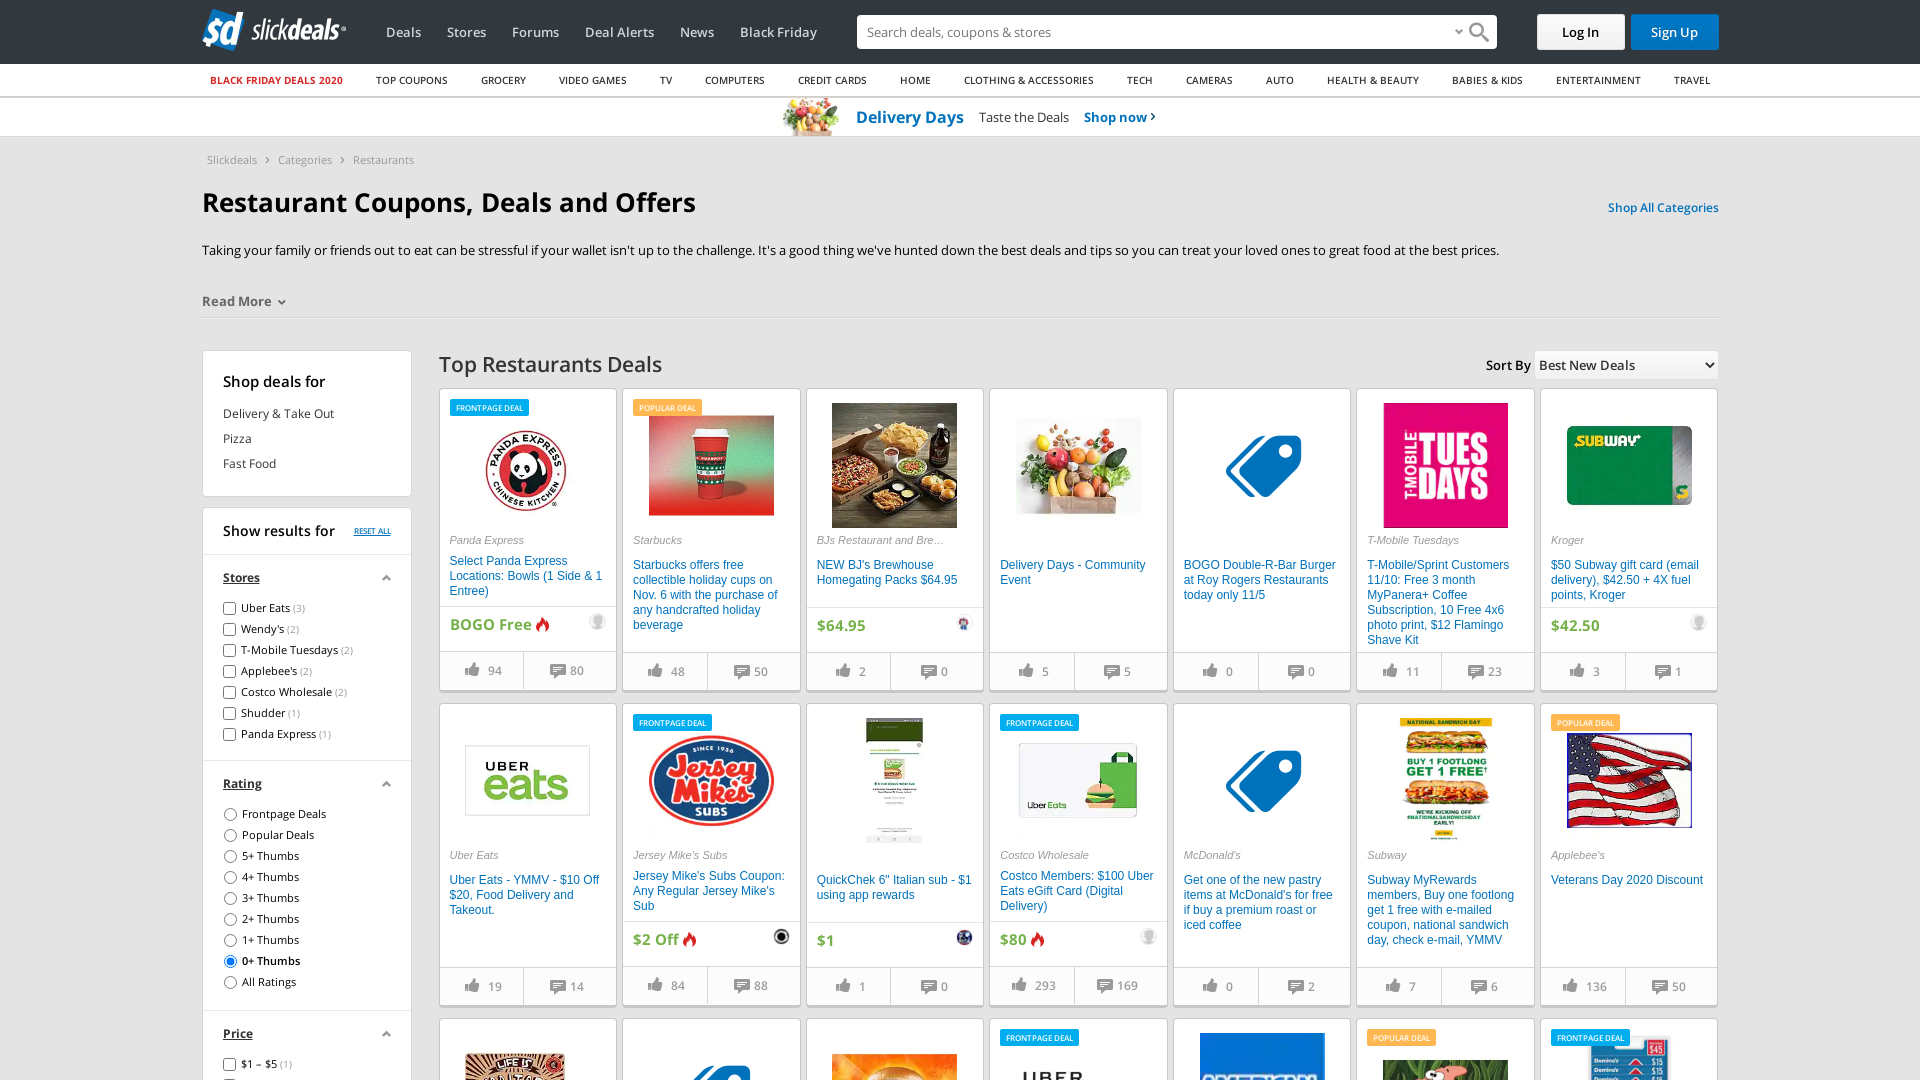 slickdeals
Deals
Stores
Forums
Deal Alerts
News
Black Friday
Search deals, coupons & stores
Log In
Sign Up
BLACK FRIDAY DEALS 2020
TOP COUPONS
GROCERY
VIDEO GAMES
TV
COMPUTERS
CREDIT CARDS
HOME
CLOTHING & ACCESSORIES
TECH
CAMERAS
AUTO
HEALTH & BEAUTY
BABIES & KIDS
ENTERTAINMENT
TRAVEL
Delivery Days Taste the Deals Shop now
Slickdeals
Categories
Restaurants
Restaurant Coupons, Deals and Offers
Shop All Categories
Taking your family or friends out to eat can be stressful if your wallet isn't up to the challenge. It's a good thing we've hunted down the best deals and tips so you can treat your loved ones to great food at the best prices.
Read More
Shop deals for
Delivery & Take Out
Pizza
Fast Food
Show results for
RESET ALL
Stores
Uber Eats (3)
Wendy's (2)
T-Mobile Tuesdays (2)
Applebee's (2)
Costco Wholesale (2)
Shudder (1)
Panda Express (1)
Rating
Frontpage Deals
Popular Deals
5+ Thumbs
4+ Thumbs
3+ Thumbs
2+ Thumbs
1+ Thumbs
0+ Thumbs
All Ratings
Price
$1 – $5 (1)
Top Restaurants Deals
Sort By
Best New Deals
FRONTPAGE DEAL
PANDA EXPRESS
CHINESE KITCHEN
Panda Express
Select Panda Express
Locations: Bowls (1 Side & 1
Entree)
BOGO Free
94
80
POPULAR DEAL
Starbucks
Starbucks offers free
collectible holiday cups on
Nov. 6 with the purchase of
any handcrafted holiday
beverage
48
50
BJs Restaurant and Bre…
NEW BJ's Brewhouse
Homegating Packs $64.95
$64.95
2
0
Delivery Days - Community
Event
5
5
BOGO Double-R-Bar Burger
at Roy Rogers Restaurants
today only 11/5
0
0
T-MOBILE
TUES
DAYS
T-Mobile Tuesdays
T-Mobile/Sprint Customers
11/10: Free 3 month
MyPanera+ Coffee
Subscription, 10 Free 4x6
photo print, $12 Flamingo
Shave Kit
11
23
SUBWAY
Kroger
$50 Subway gift card (email
delivery), $42.50 + 4X fuel
points, Kroger
$42.50
3
1
UBER
eats
Uber Eats
Uber Eats - YMMV - $10 Off
$20, Food Delivery and
Takeout.
19
14
FRONTPAGE DEAL
SINCE 1956
Jersey
Mike's
SUBS
Jersey Mike's Subs
Jersey Mike's Subs Coupon:
Any Regular Jersey Mike's
Sub
$2 Off
84
88
QuickChek 6" Italian sub - $1
using app rewards
$1
1
0
FRONTPAGE DEAL
Uber Eats
Costco Wholesale
Costco Members: $100 Uber
Eats eGift Card (Digital
Delivery)
$80
293
169
McDonald's
Get one of the new pastry
items at McDonald's for free
if buy a premium roast or
iced coffee
0
2
NATIONAL SANDWICH DAY
BUY 1 FOOTLONG
GET 1 FREE
WE'RE KICKING OFF
#NATIONALSANDWICHDAY
EARLY!
Subway
Subway MyRewards
members, Buy one footlong
get 1 free with e-mailed
coupon, national sandwich
day, check e-mail, YMMV
7
6
POPULAR DEAL
Applebee's
Veterans Day 2020 Discount
136
50
LIFE IS
FRONTPAGE DEAL
UBER
POPULAR DEAL
FRONTPAGE DEAL
$45
Domino's
$15
$15